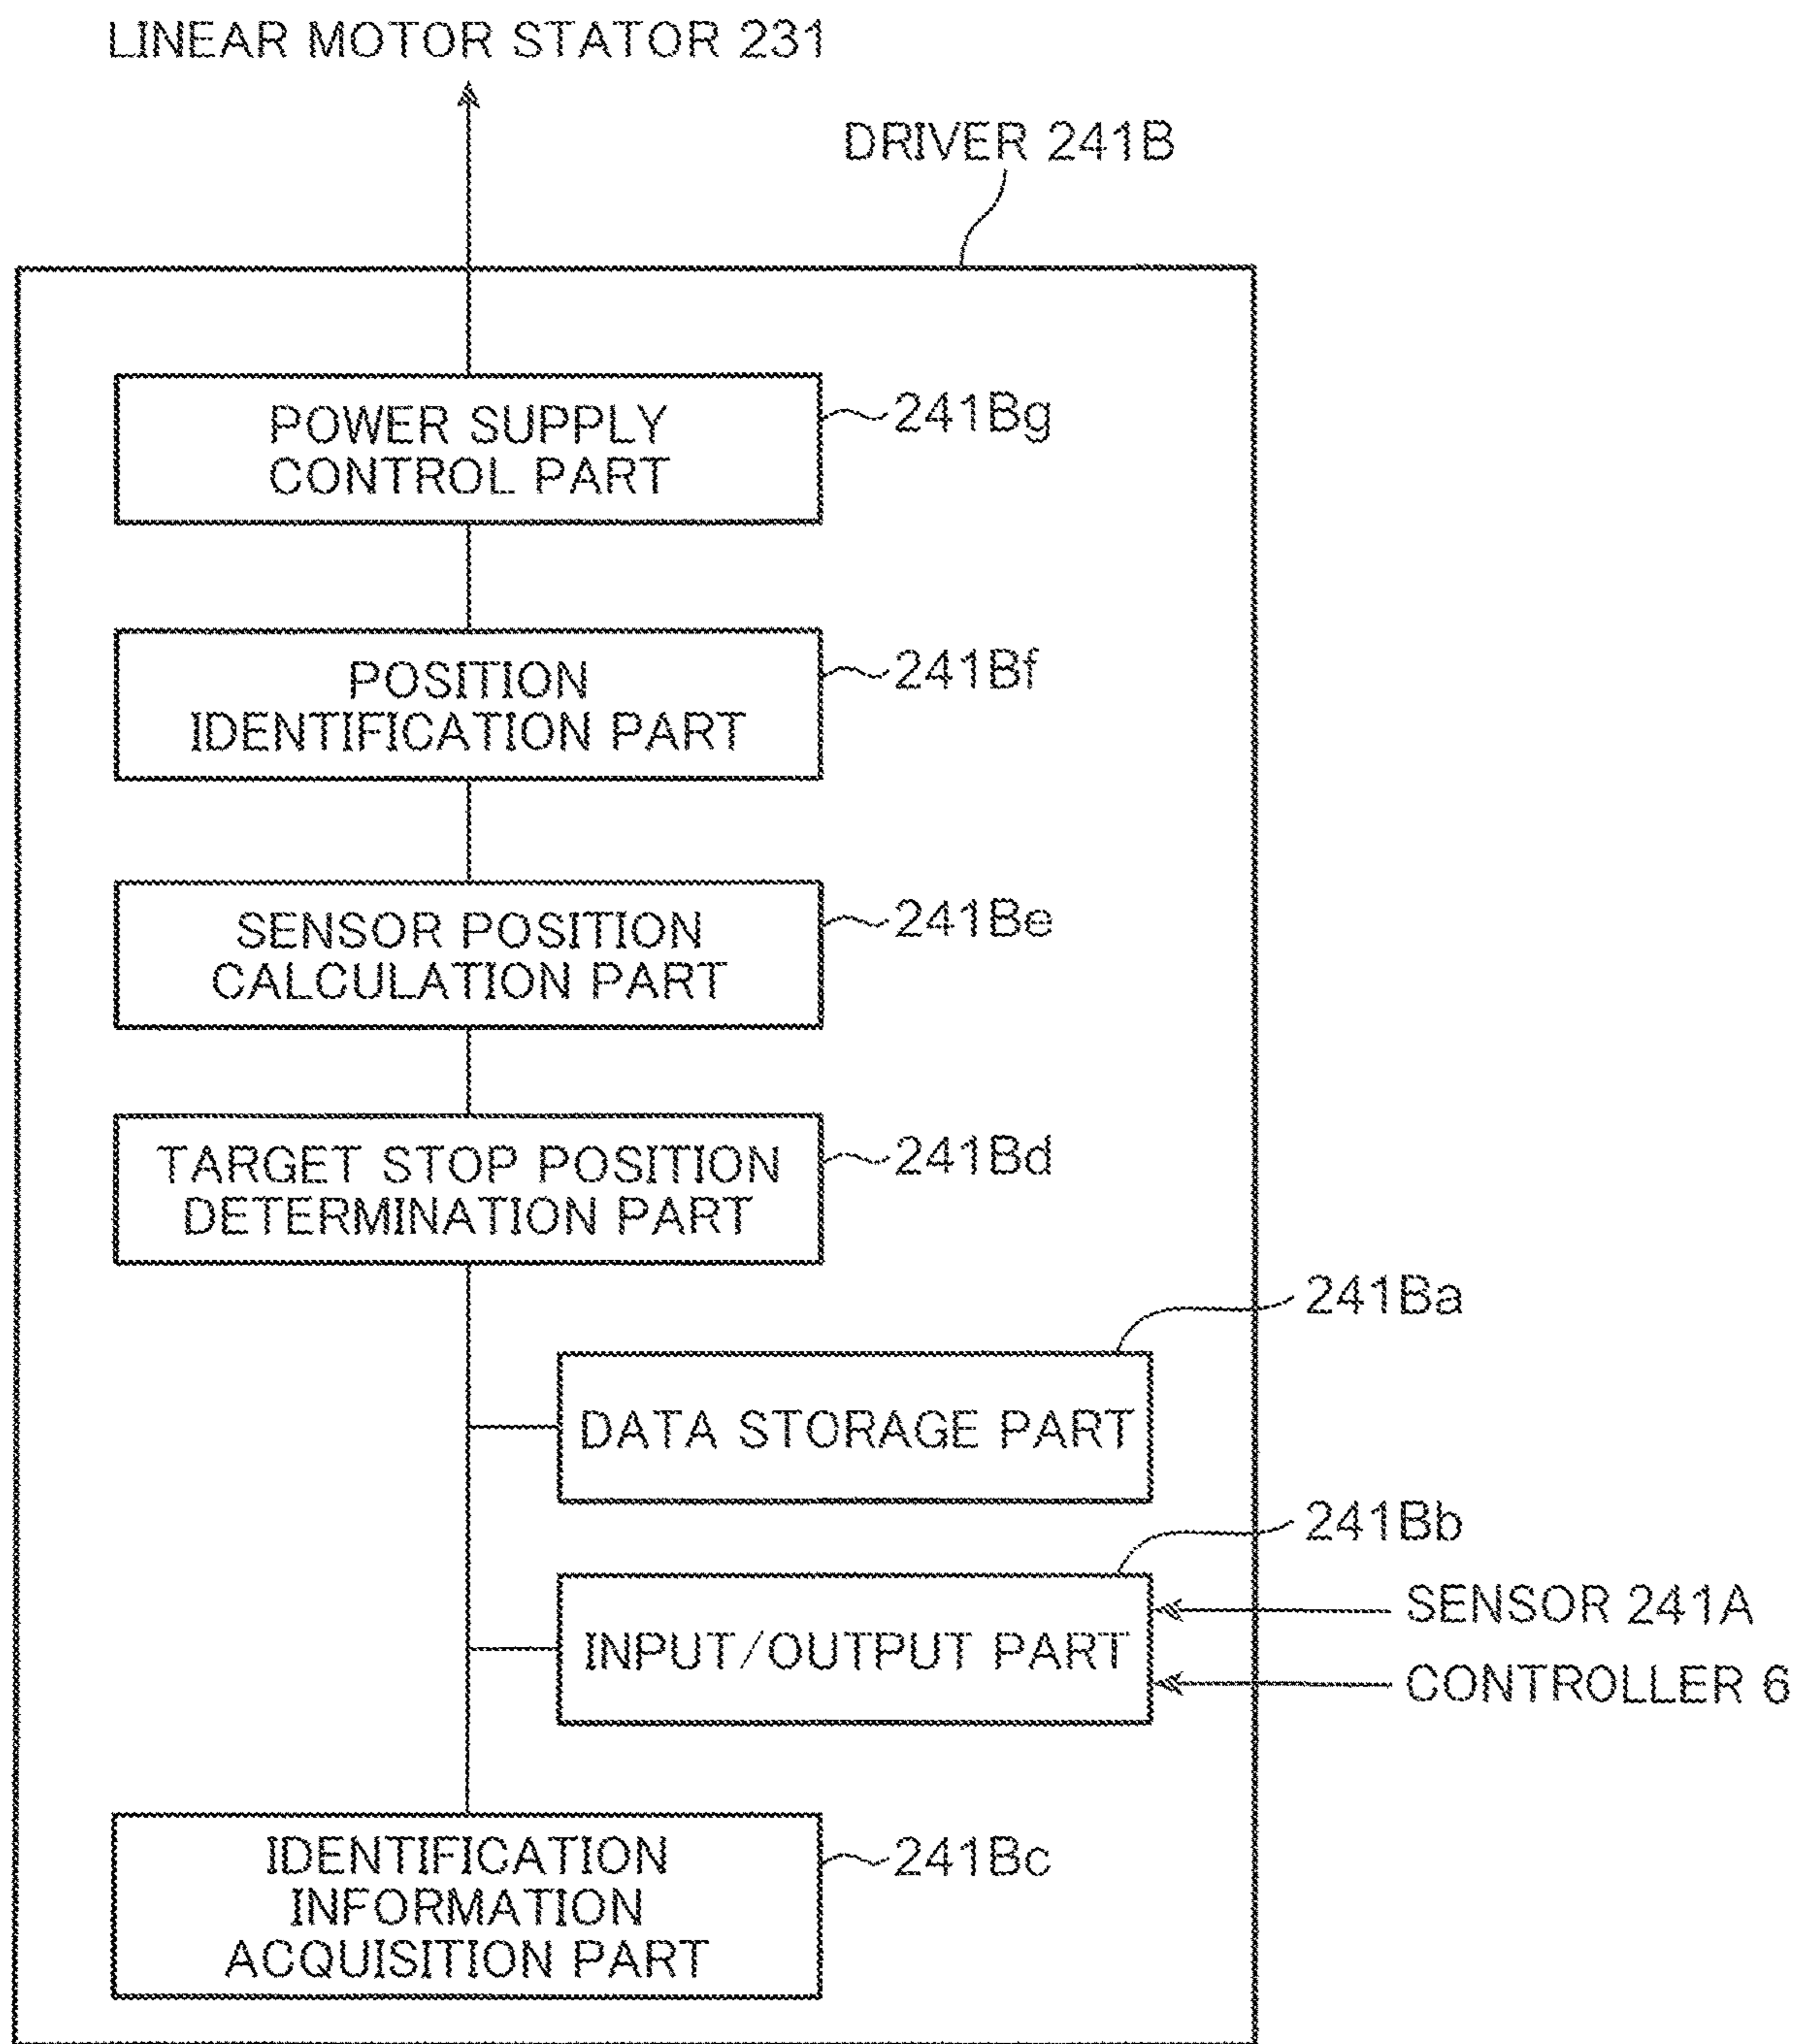 LINEAR MOTOR STATOR 231
DRIVER 241B
POWER SUPPLY
CONTROL PART
241Bg
POSITION
IDENTIFICATION PART
241Bf
SENSOR POSITION
CALCULATION PART
241Be
TARGET STOP POSITION
DETERMINATION PART
241Bd
241Ba
DATA STORAGE PART
241Bb
INPUT/OUTPUT PART
SENSOR 241A
CONTROLLER 6
IDENTIFICATION
INFORMATION
ACQUISITION PART
241Bc